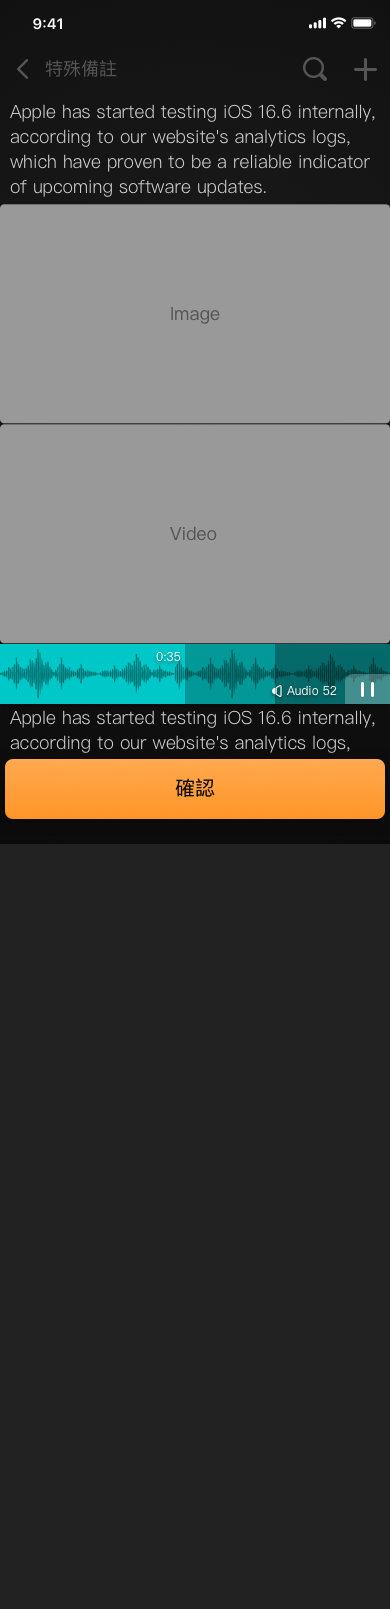 9:41
特殊備註
Apple has started testing iOS 16.6 internally,
according to our website's analytics logs,
which have proven to be a reliable indicator
of upcoming software updates.
Image
Video
0:35
Audio 52
Apple has started testing iOS 16.6 internally,
according to our website's analytics logs,
確認